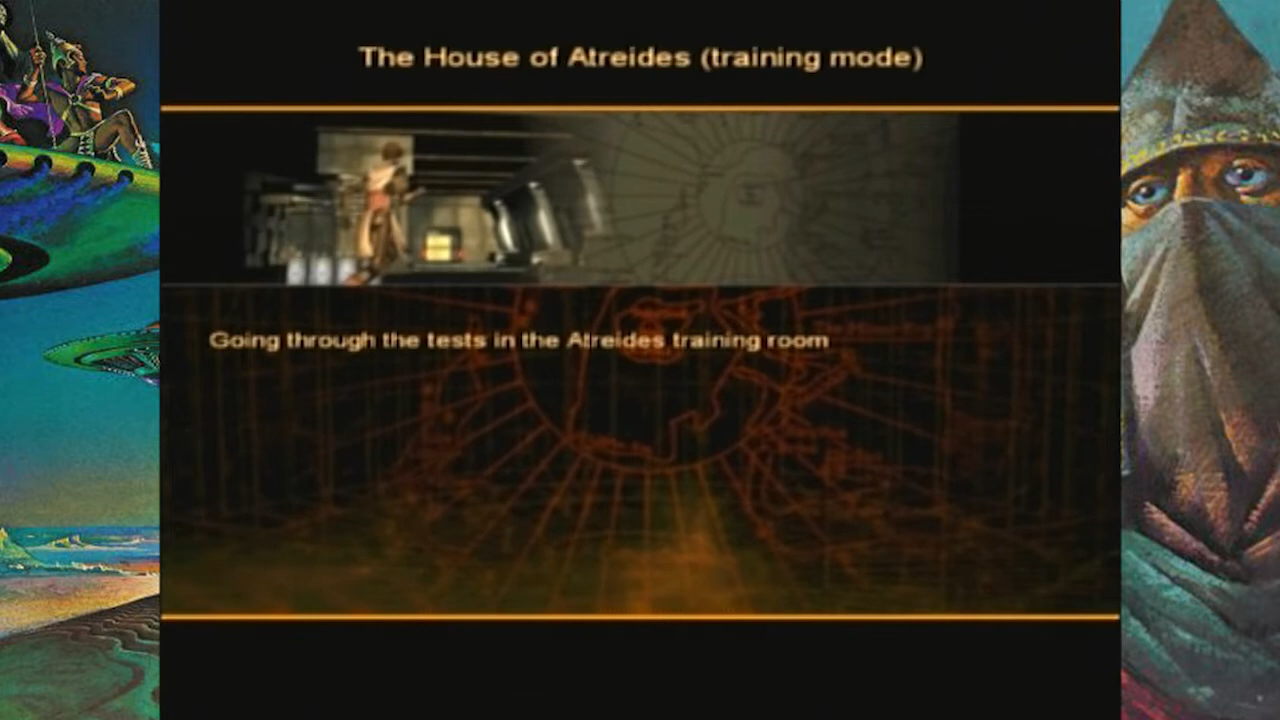 The House of Atreides (training mode)
Going through the tests in the Atreides training room